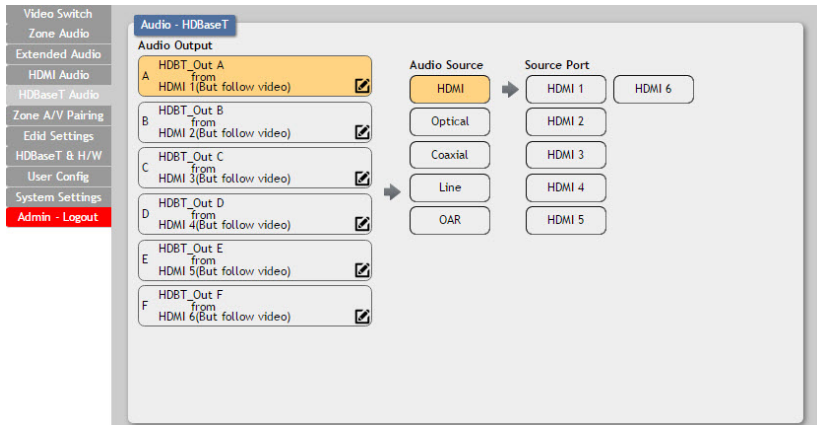 Video Switch
Zone Audio
Extended Audio
HDMI Audio
HDBaseT Audio
Zone A/V Pairing
Edid Settings
HDBaseT & H/W
User Config
System Settings
Admin - Logout
Audio - HDBaseT
Audio Output
A
HDBT_Out A
from
HDMI 1(But follow video)
B
HDBT_Out B
from
HDMI 2(But follow video)
C
HDBT_Out C
from
HDMI 3(But follow video)
D
HDBT_Out D
from
HDMI 4(But follow video)
E
HDBT_Out E
from
HDMI 5(But follow video)
F
HDBT_Out F
from
HDMI 6(But follow video)
Audio Source
HDMI
Optical
Coaxial
Line
OAR
Source Port
HDMI 1
HDMI 6
HDMI 2
HDMI 3
HDMI 4
HDMI 5